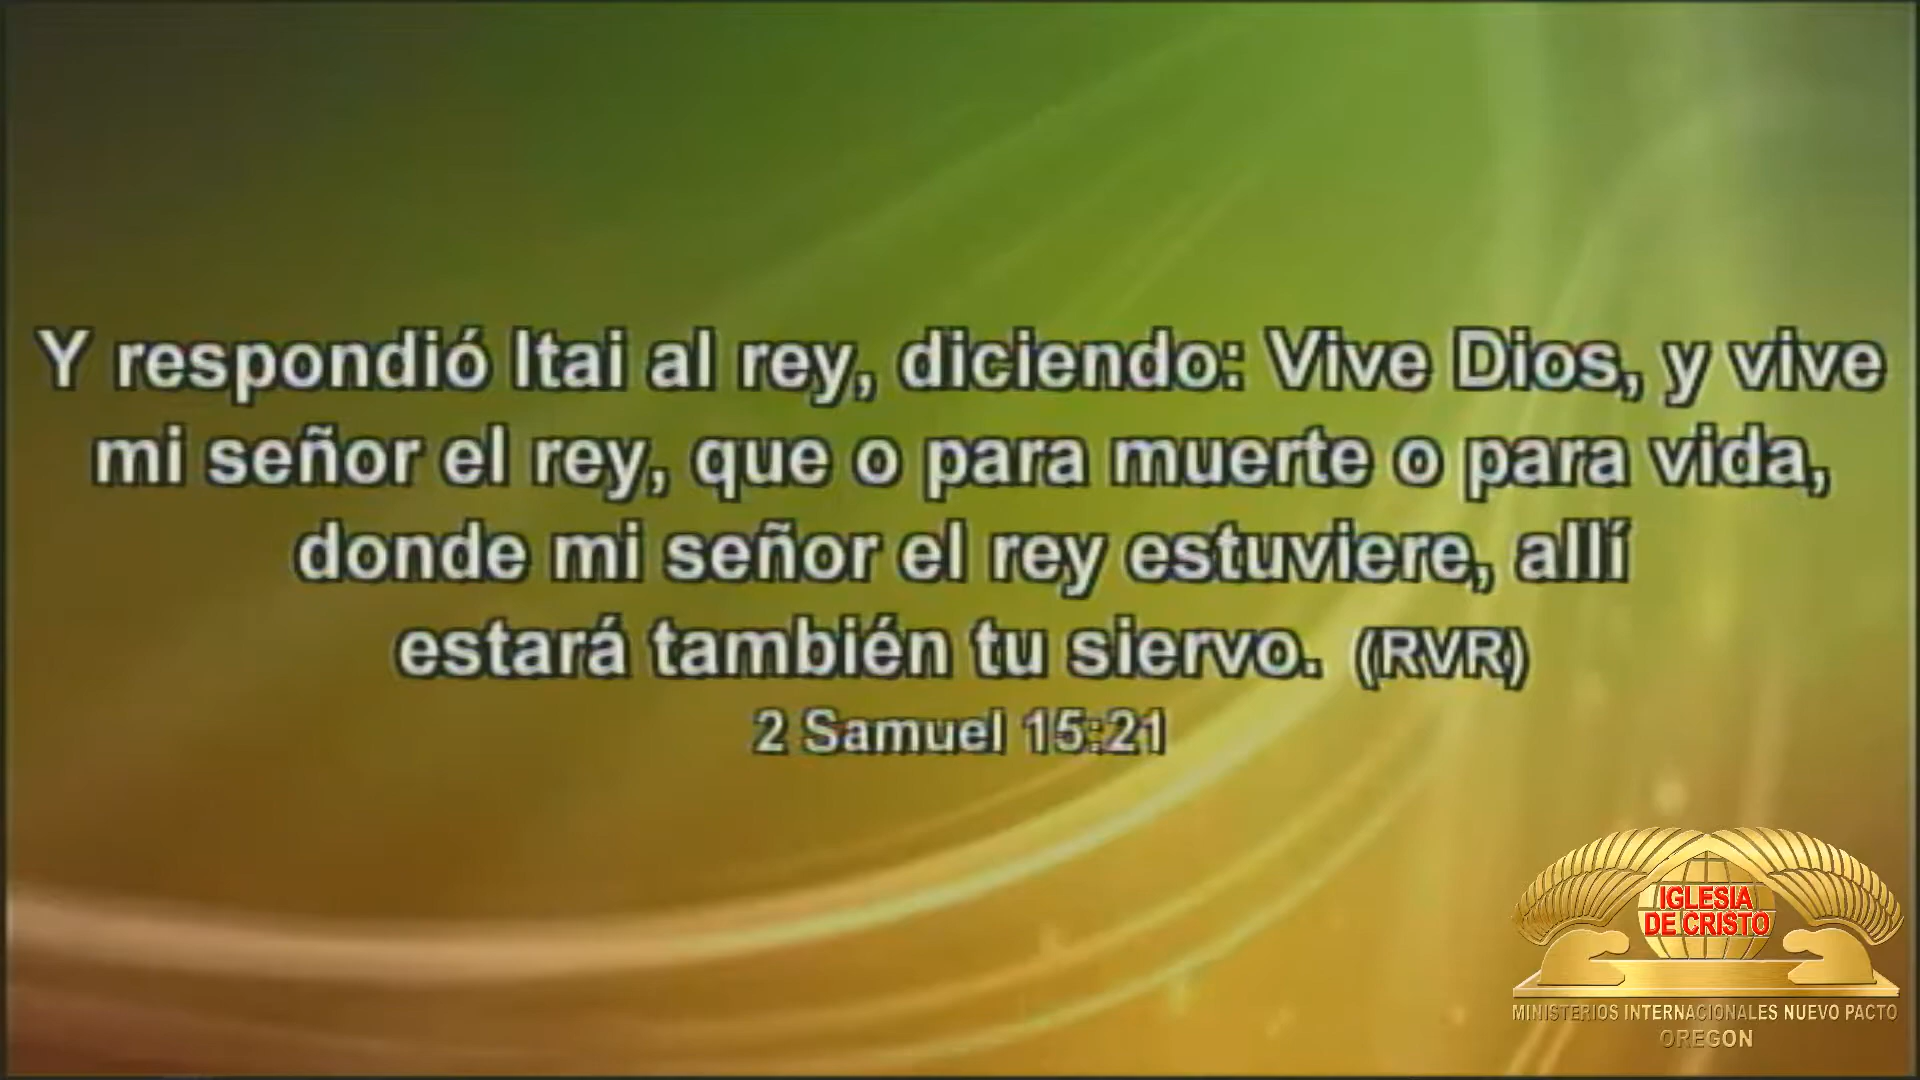 Y respondió Itai al rey, diciendo: Vive Dios, y vive
mi señor el rey, que o para muerte o para vida,
donde mi señor el rey estuviere, allí
estará también tu siervo. (RVR)
2 Samuel 15:21
IGLESIA
DE CRISTO
MINISTERIOS INTERNACIONALES NUEVO PACTO
OREGON